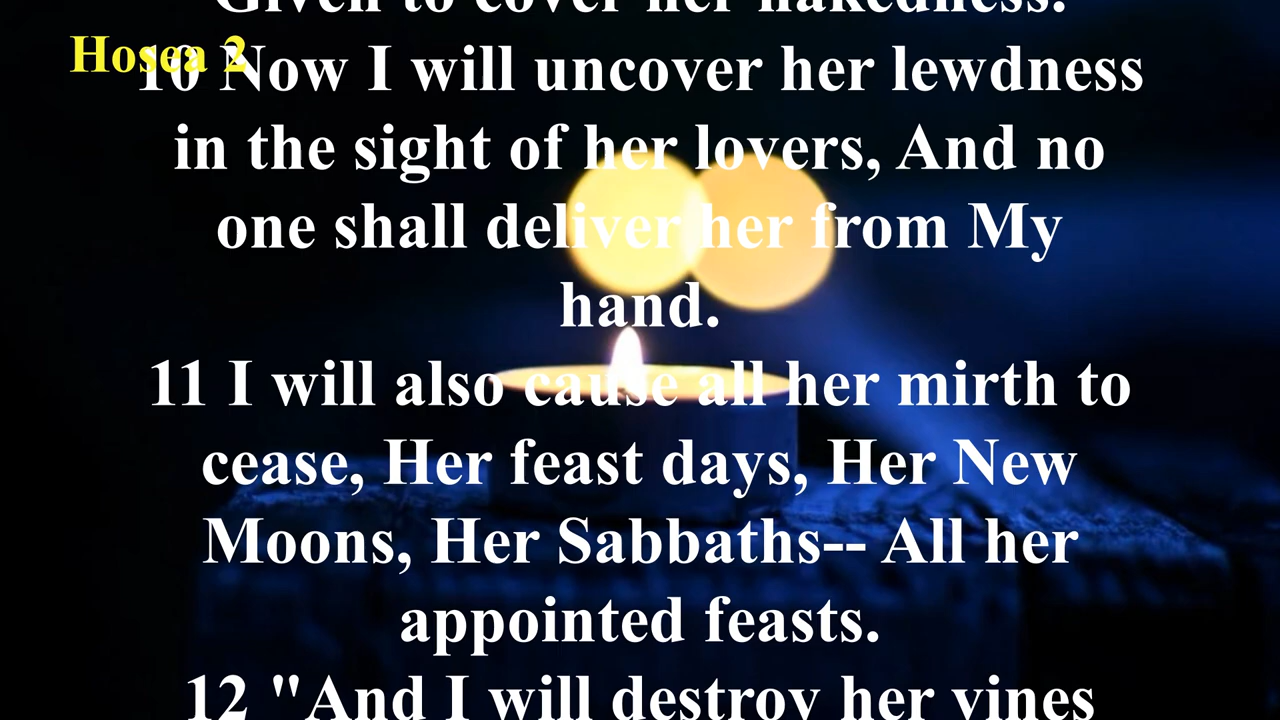 Given to cover her nakedness.
Hosea 2
10 Now I will uncover her lewdness
in the sight of her lovers, And no
one shall deliver her from My
hand.
11 I will also cause all her mirth to
cease, Her feast days, Her New
Moons, Her Sabbaths-- All her
appointed feasts.
12 "And I will destroy her vines